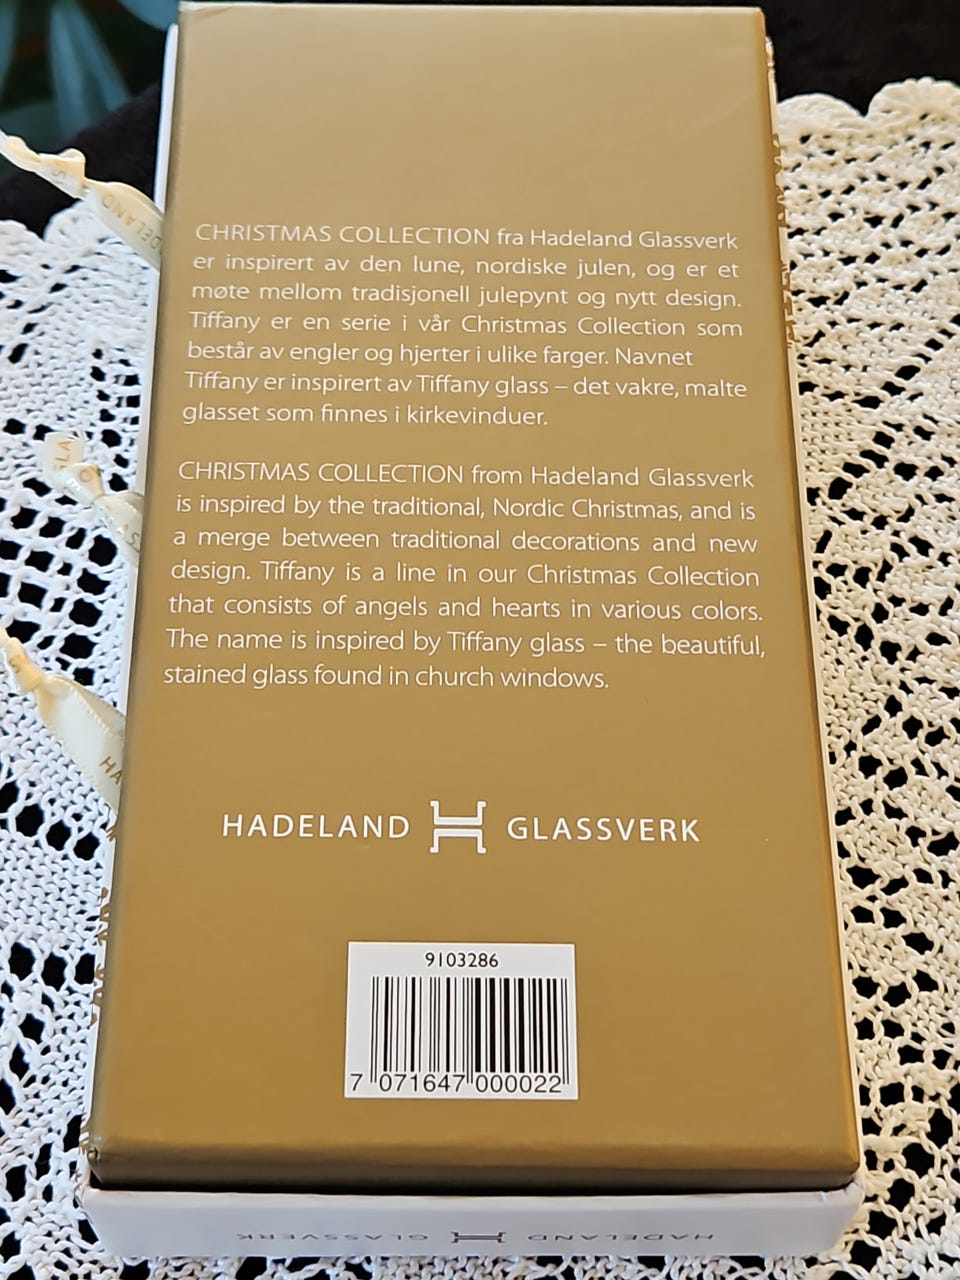 CHRISTMAS COLLECTION fra Hadeland Glassverk
er inspirert av den lune, nordiske julen, og er et
møte mellom tradisjonell julepynt og nytt design.
Tiffany er en serie i vår Christmas Collection som
består av engler og hjerter i ulike farger. Navnet
Tiffany er inspirert av Tiffany glass – det vakre, malte
glasset som finnes i kirkevinduer.
CHRISTMAS COLLECTION from Hadeland Glassverk
is inspired by the traditional, Nordic Christmas, and is
a merge between traditional decorations and new
design. Tiffany is a line in our Christmas Collection
that consists of angels and hearts in various colors.
The name is inspired by Tiffany glass – the beautiful,
stained glass found in church windows.
HADELAND GLASSVERK
9103286
7 071647 000022
HADELAND GLASSVERK